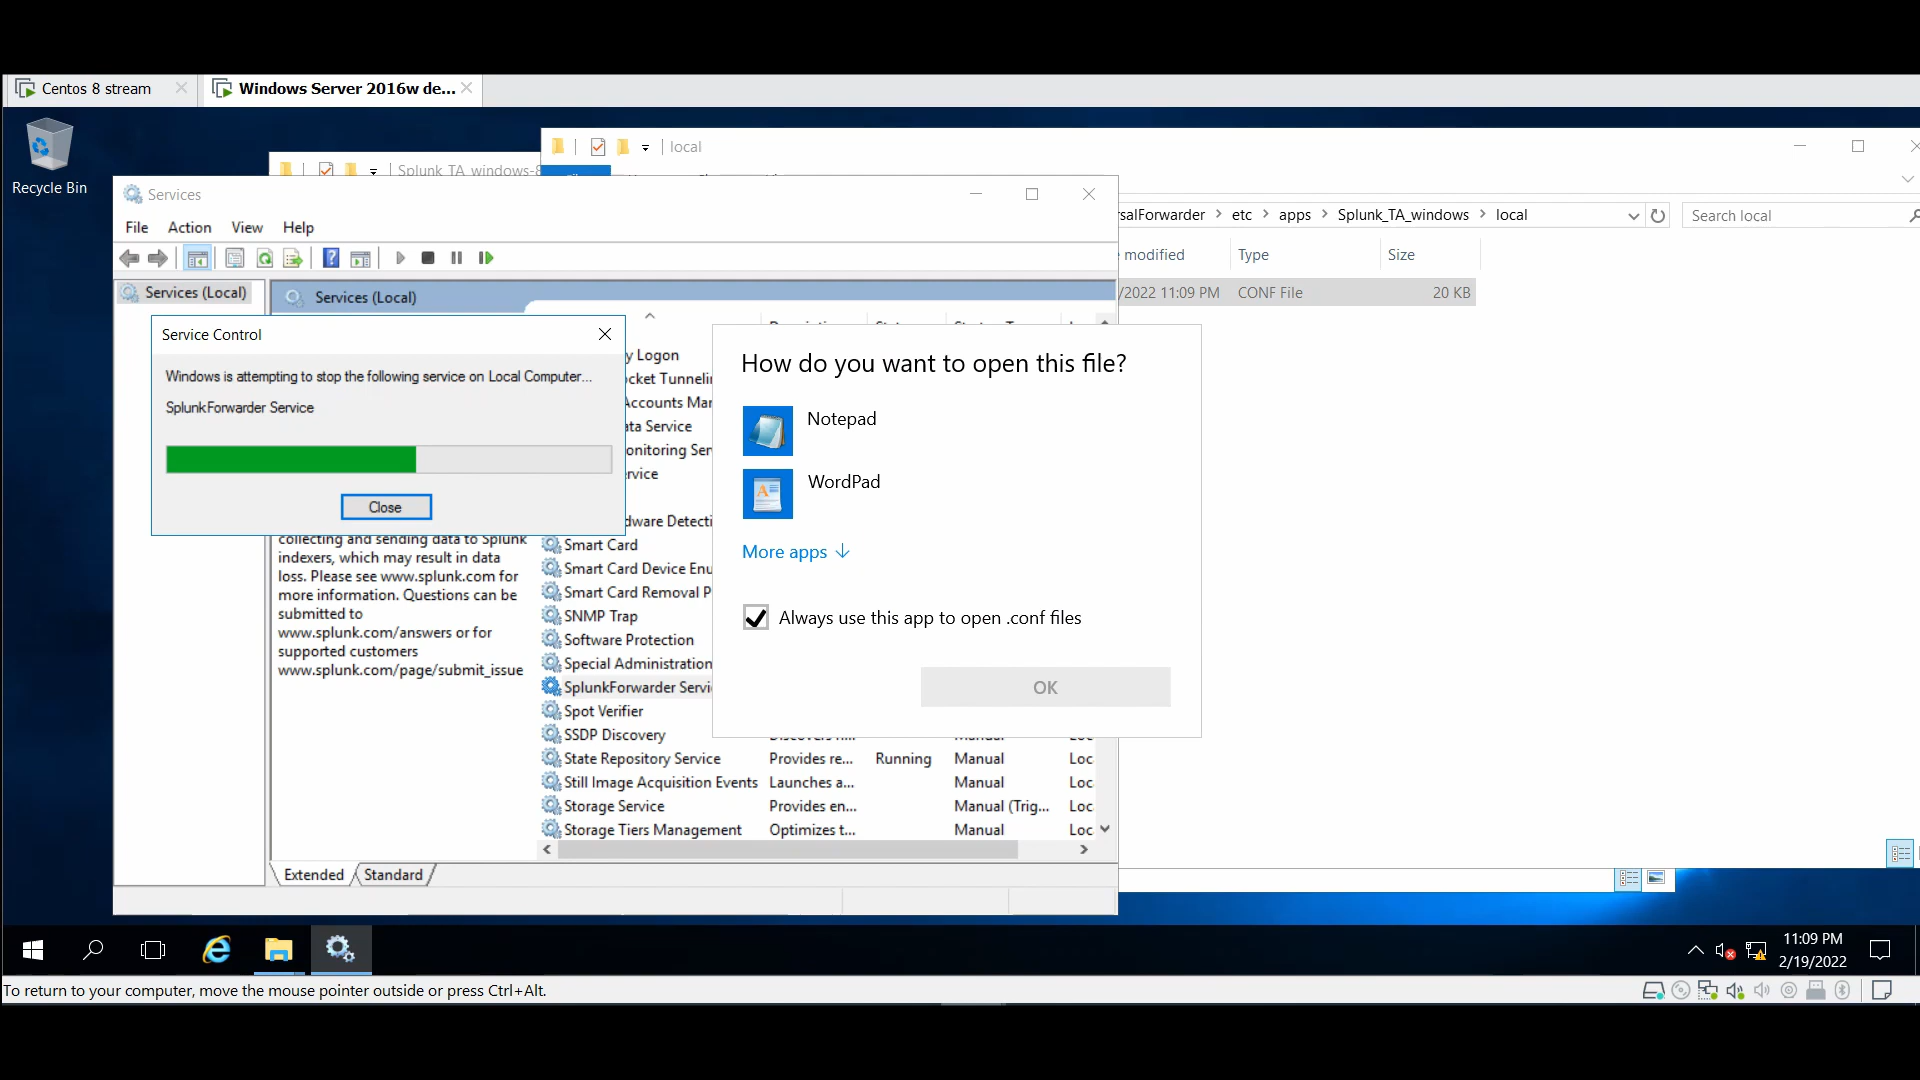 Centos 8 stream
Windows Server 2016w de...
Recycle Bin
local
Splunk_TA_windows-8
Services
File Action View Help
rsalForwarder > etc > apps > Splunk_TA_windows > local
Search local
modified Type Size
/2022 11:09 PM CONF File 20 KB
Services (Local)
Services (Local)
Service Control
Windows is attempting to stop the following service on Local Computer...
SplunkForwarder Service
Close
How do you want to open this file?
Notepad
WordPad
More apps
Always use this app to open .conf files
OK
collecting and sending data to Splunk
indexers, which may result in data
loss. Please see www.splunk.com for
more information. Questions can be
submitted to
www.splunk.com/answers or for
supported customers
www.splunk.com/page/submit_issue
y Logon
ocket Tunnelin
Accounts Mar
ata Service
onitoring Ser
rvice
dware Detecti
Smart Card
Smart Card Device Enu
Smart Card Removal P
SNMP Trap
Software Protection
Special Administration
SplunkForwarder Servi
Spot Verifier
SSDP Discovery
State Repository Service Provides re... Running Manual Loc
Still Image Acquisition Events Launches a... Manual Loc
Storage Service Provides en... Manual (Trig... Loc
Storage Tiers Management Optimizes t... Manual Loc
Extended Standard
11:09 PM
2/19/2022
To return to your computer, move the mouse pointer outside or press Ctrl+Alt.